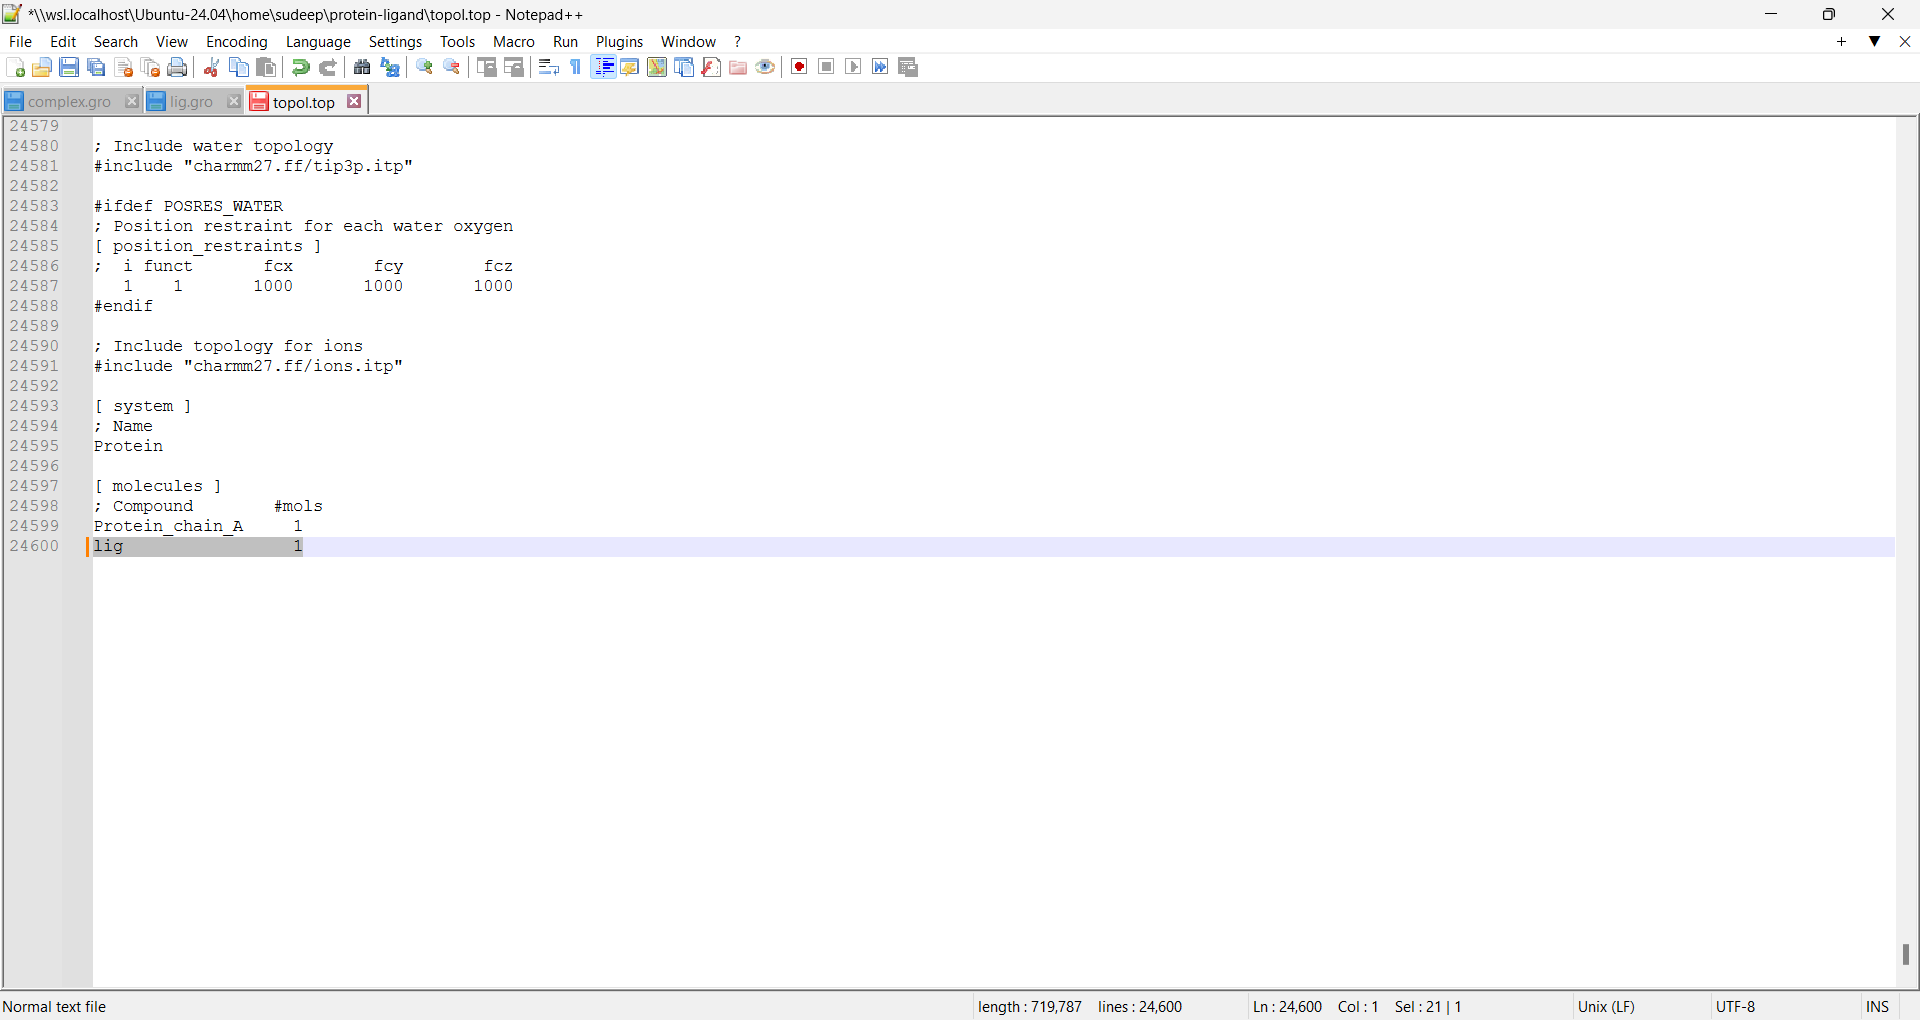 *\\wsl.localhost\Ubuntu-24.04\home\sudeep\protein-ligand\topol.top - Notepad++
File Edit Search View Encoding Language Settings Tools Macro Run Plugins Window ?
complex.gro lig.gro topol.top
24579
24580 ; Include water topology
24581 #include "charmm27.ff/tip3p.itp"
24582
24583 #ifdef POSRES_WATER
24584 ; Position restraint for each water oxygen
24585 [ position_restraints ]
24586 ;  i funct       fcx        fcy        fcz
24587    1    1       1000       1000       1000
24588 #endif
24589
24590 ; Include topology for ions
24591 #include "charmm27.ff/ions.itp"
24592
24593 [ system ]
24594 ; Name
24595 Protein
24596
24597 [ molecules ]
24598 ; Compound        #mols
24599 Protein_chain_A     1
24600 lig                 1
Normal text file length : 719,787 lines : 24,600 Ln : 24,600 Col : 1 Sel : 21 | 1 Unix (LF) UTF-8 INS